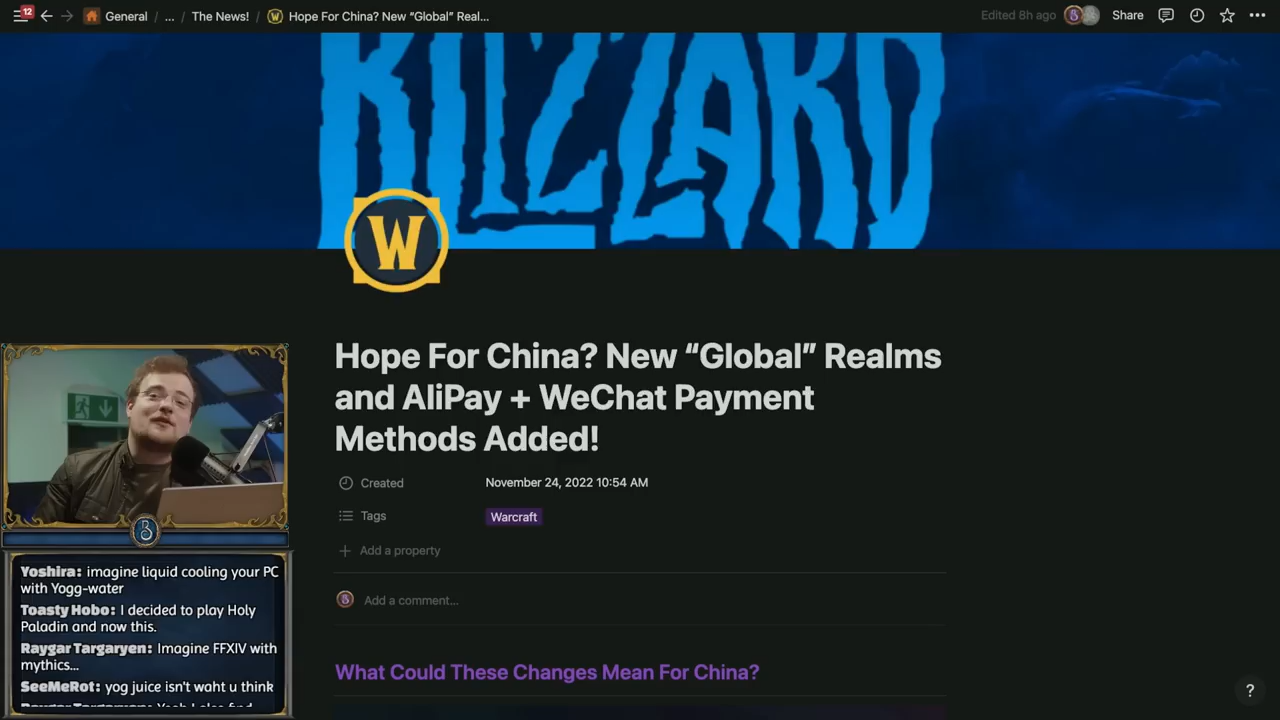 12
General / ... / The News! / Hope For China? New “Global” Real...
Edited 8h ago
Share
BLIZZARD
W
Hope For China? New “Global” Realms
and AliPay + WeChat Payment
Methods Added!
Created November 24, 2022 10:54 AM
Tags Warcraft
Add a property
Add a comment...
What Could These Changes Mean For China?
Yoshira: imagine liquid cooling your PC
with Yogg-water
Toasty Hobo: I decided to play Holy
Paladin and now this.
Raygar Targaryen: Imagine FFXIV with
mythics...
SeeMeRot: yog juice isn't waht u think
?